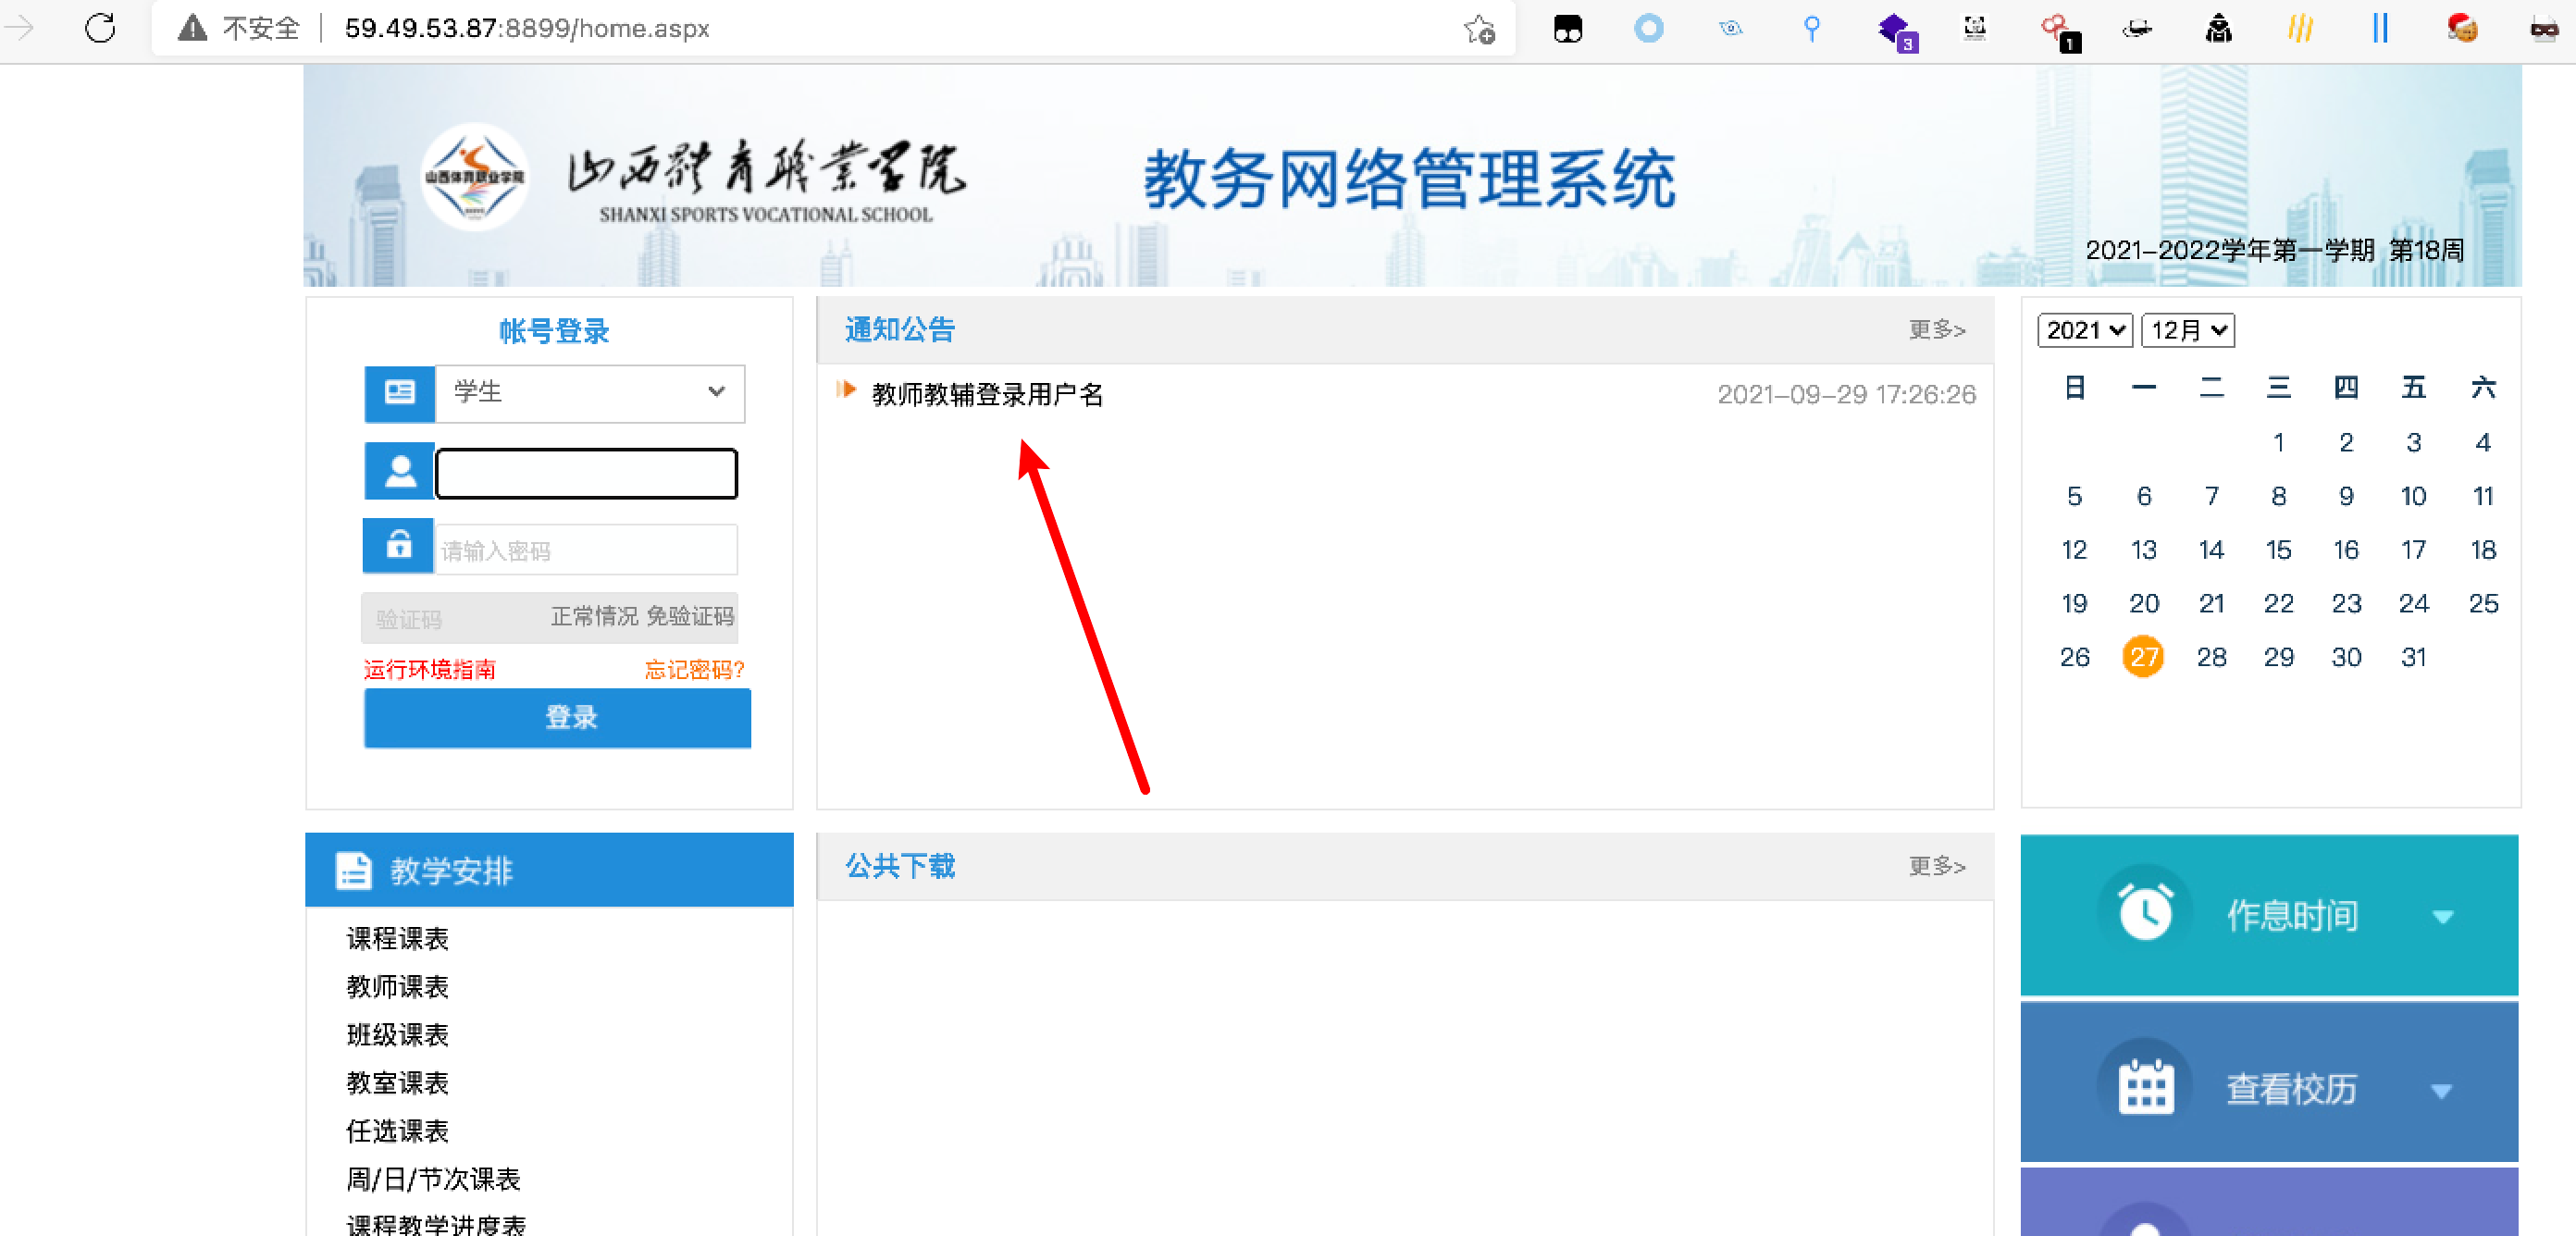 不安全 59.49.53.87:8899/home.aspx
3
1
山西体育职业学院
山西體育職業學院
SHANXI SPORTS VOCATIONAL SCHOOL
教务网络管理系统
2021-2022学年第一学期 第18周
帐号登录
学生
请输入密码
验证码 正常情况 免验证码
运行环境指南 忘记密码?
登录
通知公告 更多>
教师教辅登录用户名 2021-09-29 17:26:26
2021 12月
日 一 二 三 四 五 六
1 2 3 4
5 6 7 8 9 10 11
12 13 14 15 16 17 18
19 20 21 22 23 24 25
26 27 28 29 30 31
教学安排
课程课表
教师课表
班级课表
教室课表
任选课表
周/日/节次课表
课程教学进度表
公共下载 更多>
作息时间
查看校历